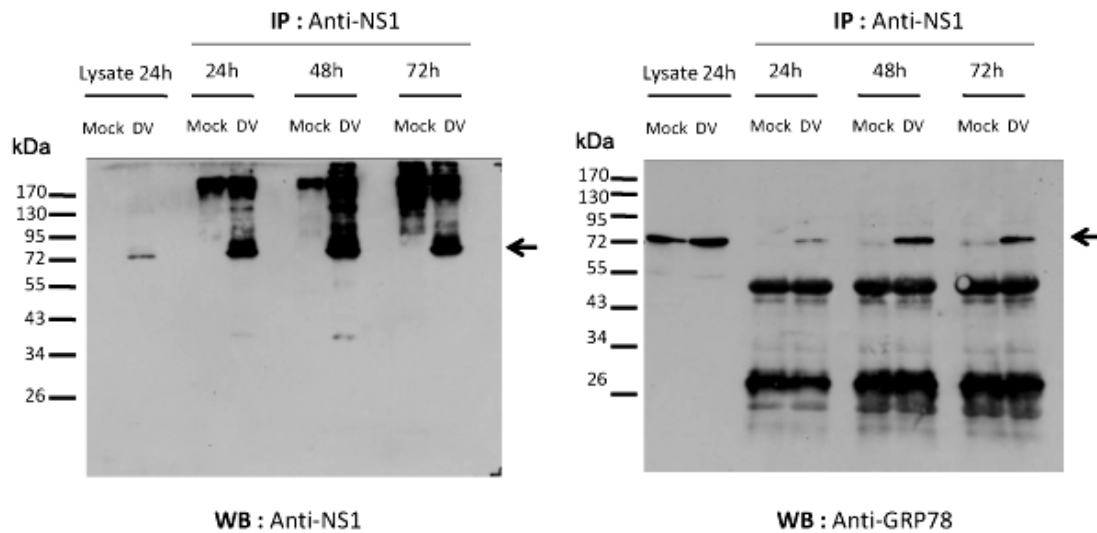 IP : Anti-NS1
Lysate 24h 24h 48h 72h
Mock DV Mock DV Mock DV Mock DV
kDa
170
130
95
72
55
43
34
26
WB : Anti-NS1
IP : Anti-NS1
Lysate 24h 24h 48h 72h
Mock DV Mock DV Mock DV Mock DV
kDa
170
130
95
72
55
43
34
26
WB : Anti-GRP78